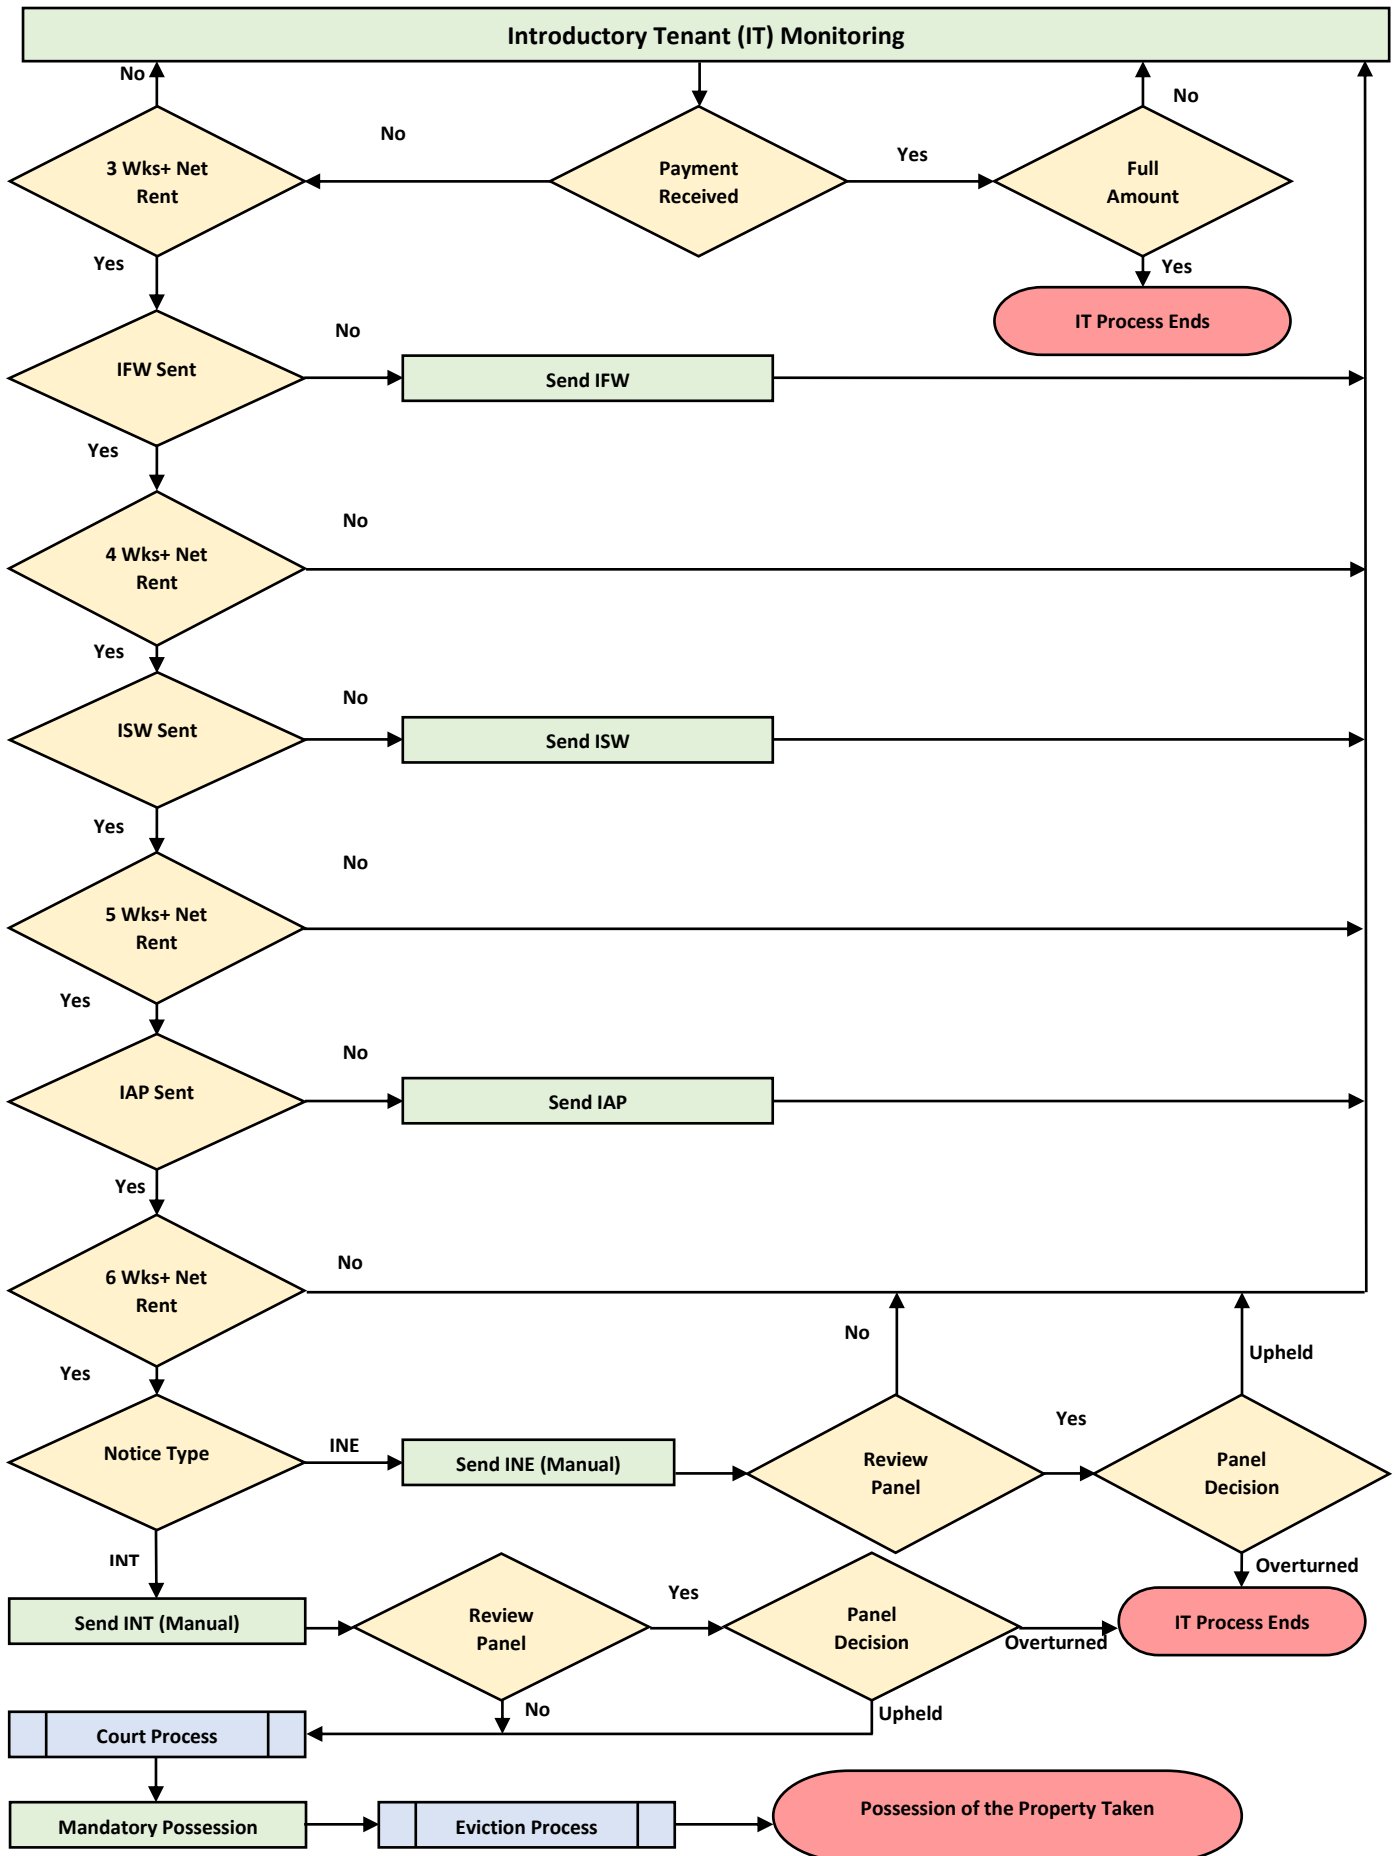 Introductory Tenant (IT) Monitoring
No
No
No
Yes
3 Wks+ Net
Rent
Payment
Received
Full
Amount
Yes
Yes
IT Process Ends
No
IFW Sent
Send IFW
Yes
No
4 Wks+ Net
Rent
Yes
No
ISW Sent
Send ISW
Yes
No
5 Wks+ Net
Rent
Yes
No
IAP Sent
Send IAP
Yes
No
6 Wks+ Net
Rent
No
Upheld
Yes
Notice Type
INE
Send INE (Manual)
Review
Panel
Yes
Panel
Decision
INT
Overturned
Send INT (Manual)
Review
Panel
Yes
Panel
Decision
Overturned
IT Process Ends
No
Upheld
Court Process
Mandatory Possession
Eviction Process
Possession of the Property Taken